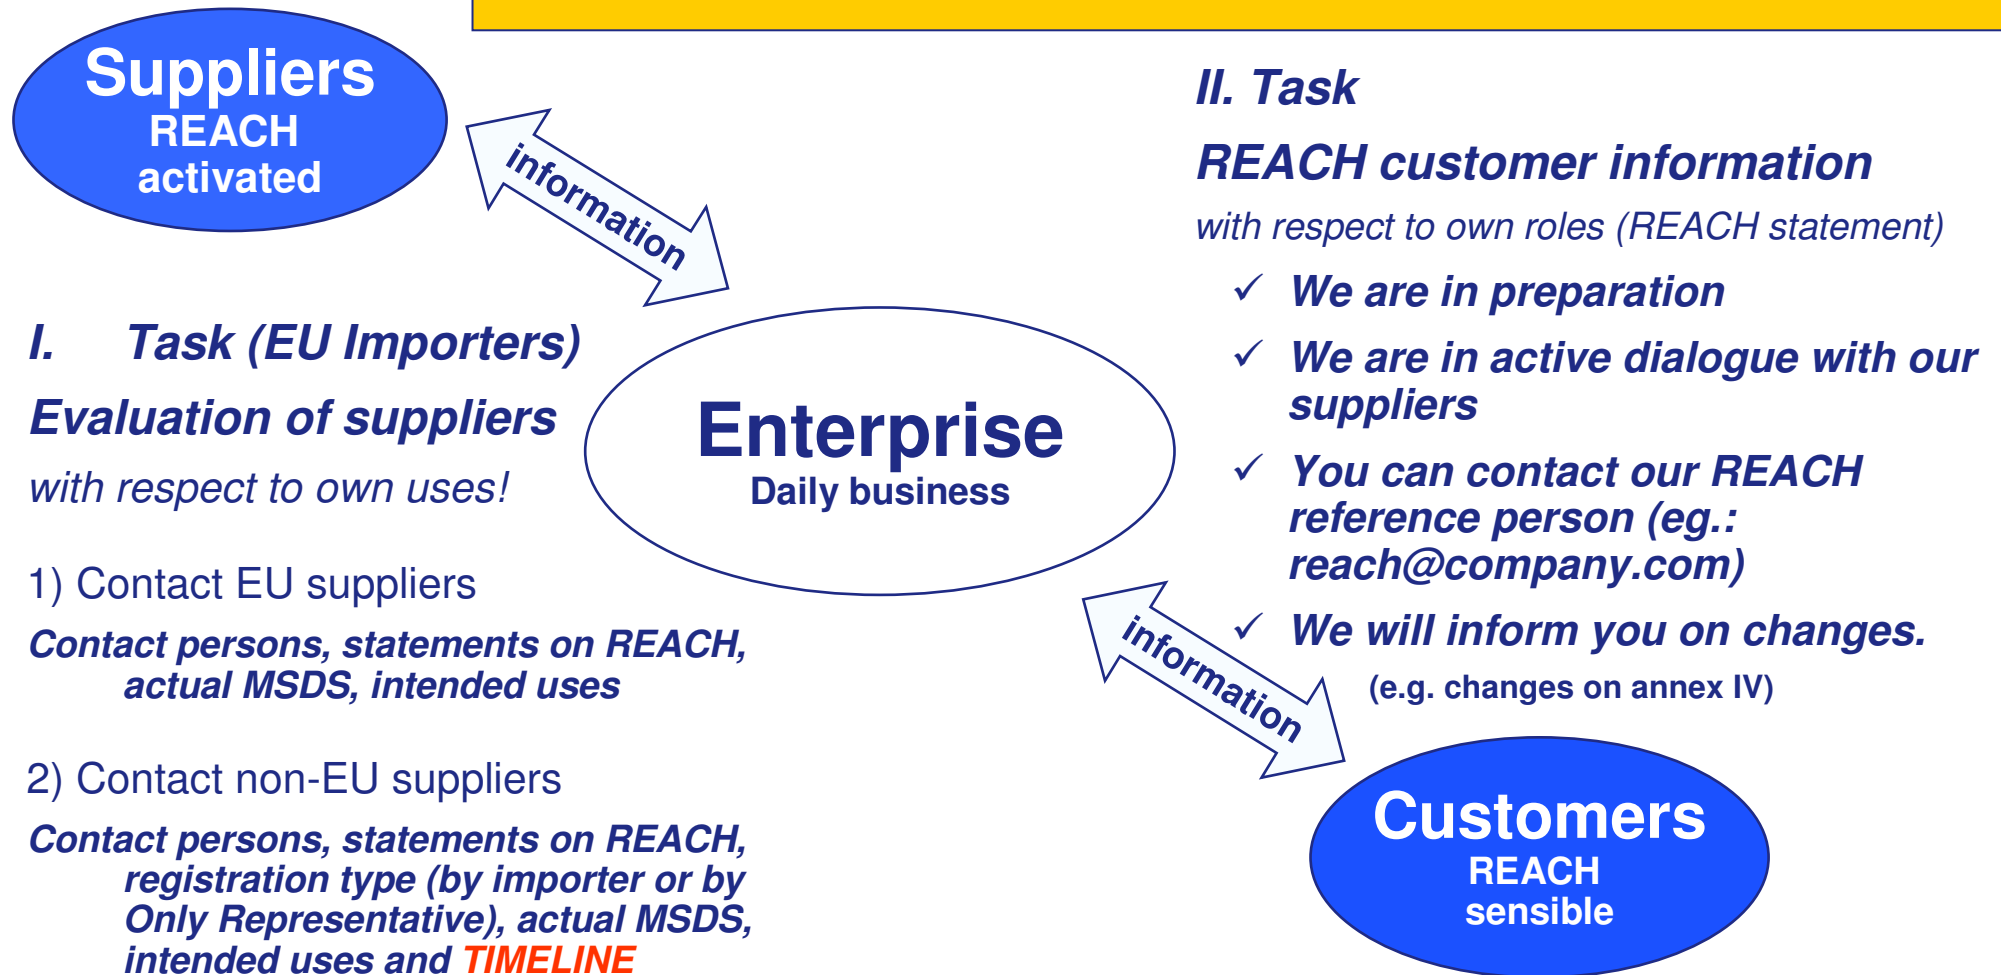 Suppliers
REACH
activated
information
I. Task (EU Importers)
Evaluation of suppliers
with respect to own uses!
1) Contact EU suppliers
Contact persons, statements on REACH,
actual MSDS, intended uses
2) Contact non-EU suppliers
Contact persons, statements on REACH,
registration type (by importer or by
Only Representative), actual MSDS,
intended uses and TIMELINE
Enterprise
Daily business
II. Task
REACH customer information
with respect to own roles (REACH statement)
✓ We are in preparation
✓ We are in active dialogue with our
suppliers
✓ You can contact our REACH
reference person (eg.:
reach@company.com)
✓ We will inform you on changes.
(e.g. changes on annex IV)
information
Customers
REACH
sensible